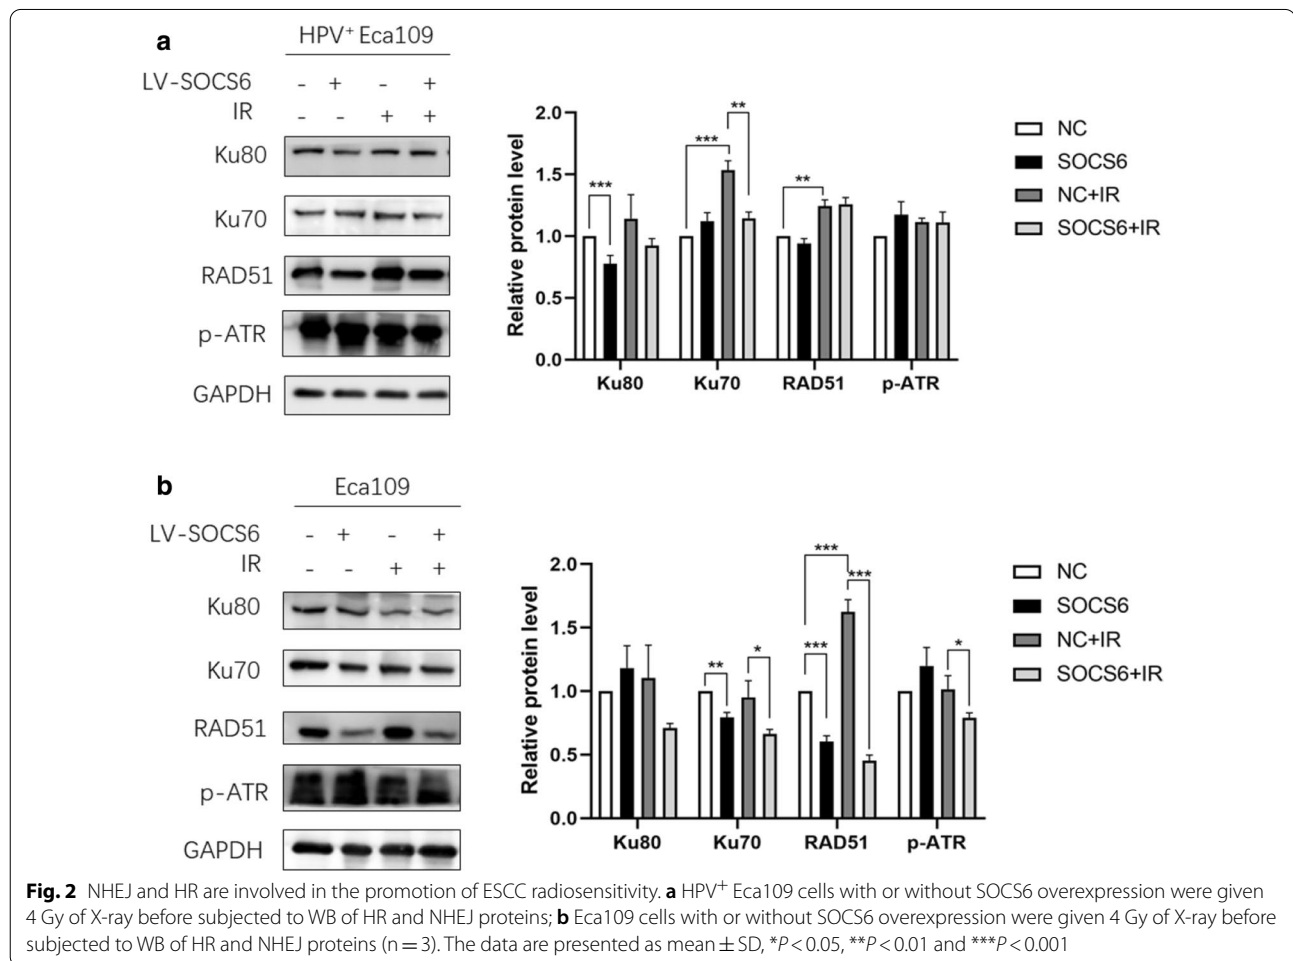 a
HPV+ Eca109
LV-SOCS6 - + - +
IR - - + +
Ku80
Ku70
RAD51
p-ATR
GAPDH
Relative protein level
2.0
1.5
1.0
0.5
0.0
***
***
**
**
Ku80 Ku70 RAD51 p-ATR
NC
SOCS6
NC+IR
SOCS6+IR
b
Eca109
LV-SOCS6 - + - +
IR - - + +
Ku80
Ku70
RAD51
p-ATR
GAPDH
Relative protein level
2.0
1.5
1.0
0.5
0.0
**
*
***
***
***
*
Ku80 Ku70 RAD51 p-ATR
NC
SOCS6
NC+IR
SOCS6+IR
Fig. 2 NHEJ and HR are involved in the promotion of ESCC radiosensitivity. a HPV+ Eca109 cells with or without SOCS6 overexpression were given
4 Gy of X-ray before subjected to WB of HR and NHEJ proteins; b Eca109 cells with or without SOCS6 overexpression were given 4 Gy of X-ray before
subjected to WB of HR and NHEJ proteins (n = 3). The data are presented as mean ± SD, *P < 0.05, **P < 0.01 and ***P < 0.001